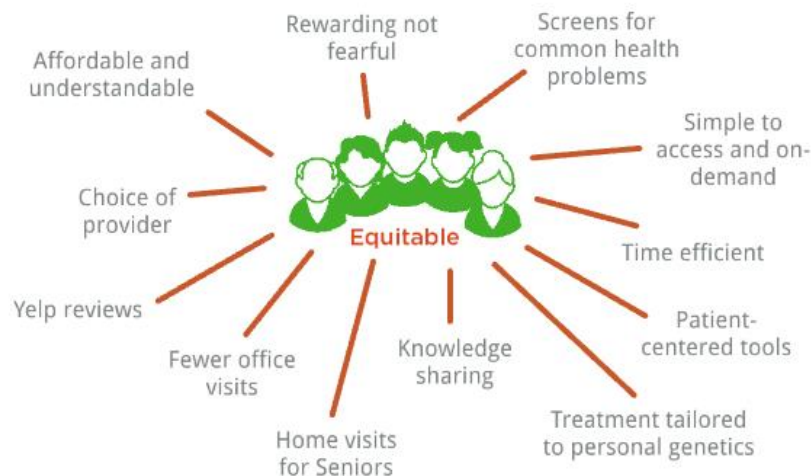 Rewarding not
fearful
Screens for
common health
problems
Affordable and
understandable
Simple to
access and on-
demand
Choice of
provider
Equitable
Time efficient
Yelp reviews
Patient-
centered tools
Fewer office
visits
Knowledge
sharing
Home visits
for Seniors
Treatment tailored
to personal genetics